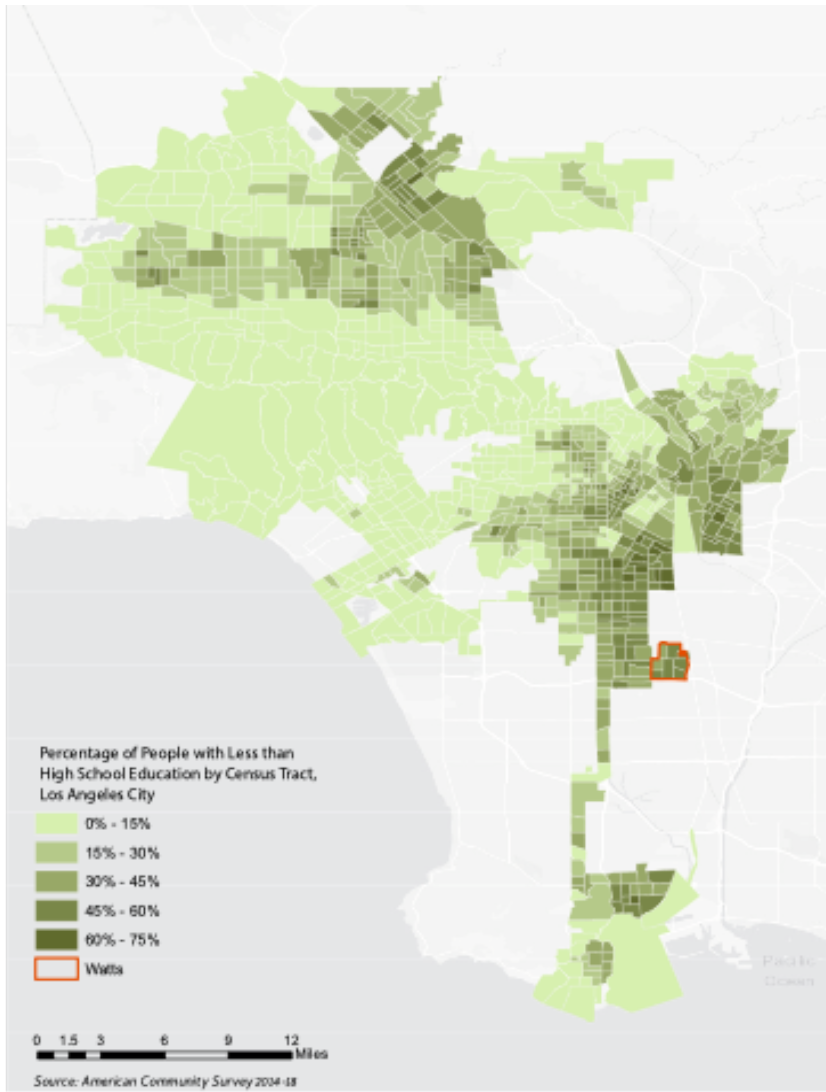 Percentage of People with Less than
High School Education by Census Tract,
Los Angeles City
0% - 15%
15% - 30%
30% - 45%
45% - 60%
60% - 75%
Watts
0 1.5 3 6 9 12
Miles
Source: American Community Survey 2014-18
Pacific
Ocean